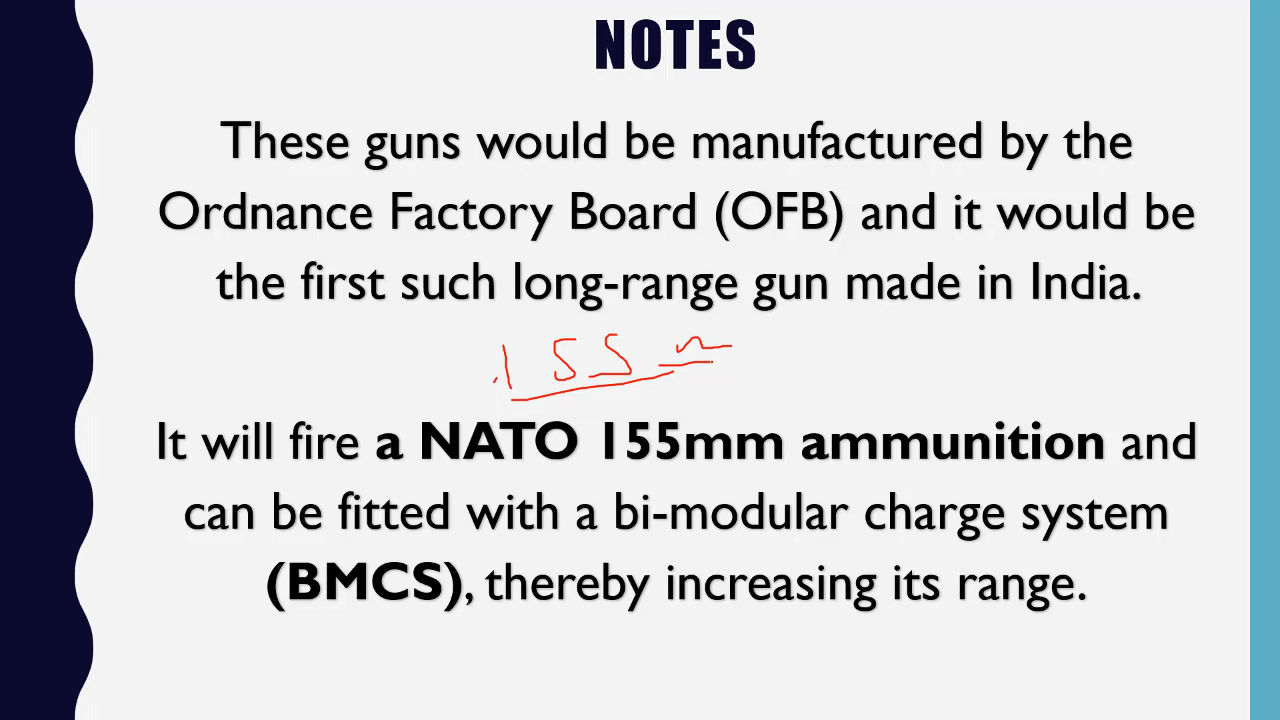 NOTES
These guns would be manufactured by the
Ordnance Factory Board (OFB) and it would be
the first such long-range gun made in India.
155
It will fire a NATO 155mm ammunition and
can be fitted with a bi-modular charge system
(BMCS), thereby increasing its range.